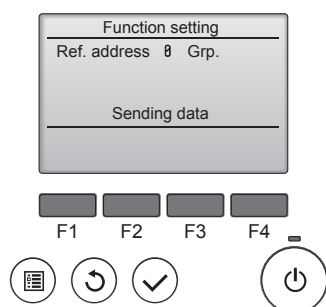 Function setting
Ref. address 0 Grp.
Sending data
F1 F2 F3 F4